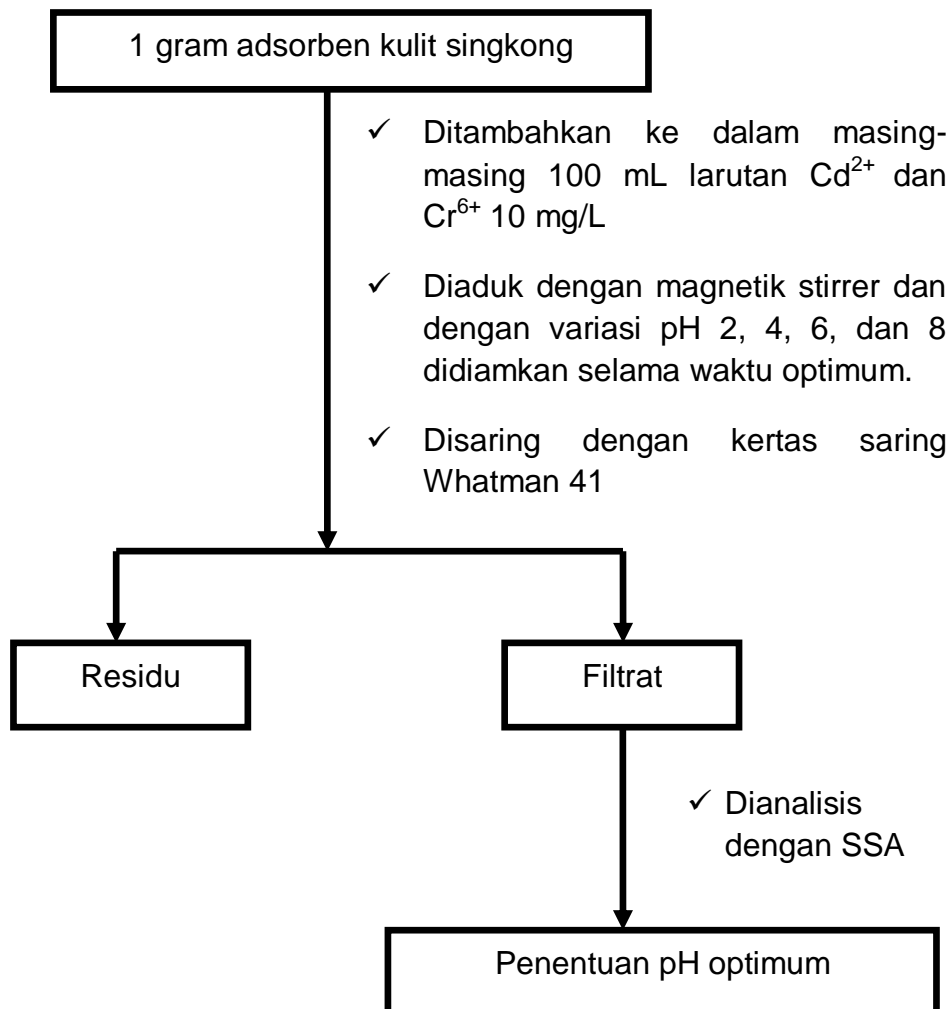 1 gram adsorben kulit singkong
✓ Ditambahkan ke dalam masing-
masing 100 mL larutan Cd²⁺ dan
Cr⁶⁺ 10 mg/L
✓ Diaduk dengan magnetik stirrer dan
dengan variasi pH 2, 4, 6, dan 8
didiamkan selama waktu optimum.
✓ Disaring dengan kertas saring
Whatman 41
Residu
Filtrat
✓ Dianalisis
dengan SSA
Penentuan pH optimum